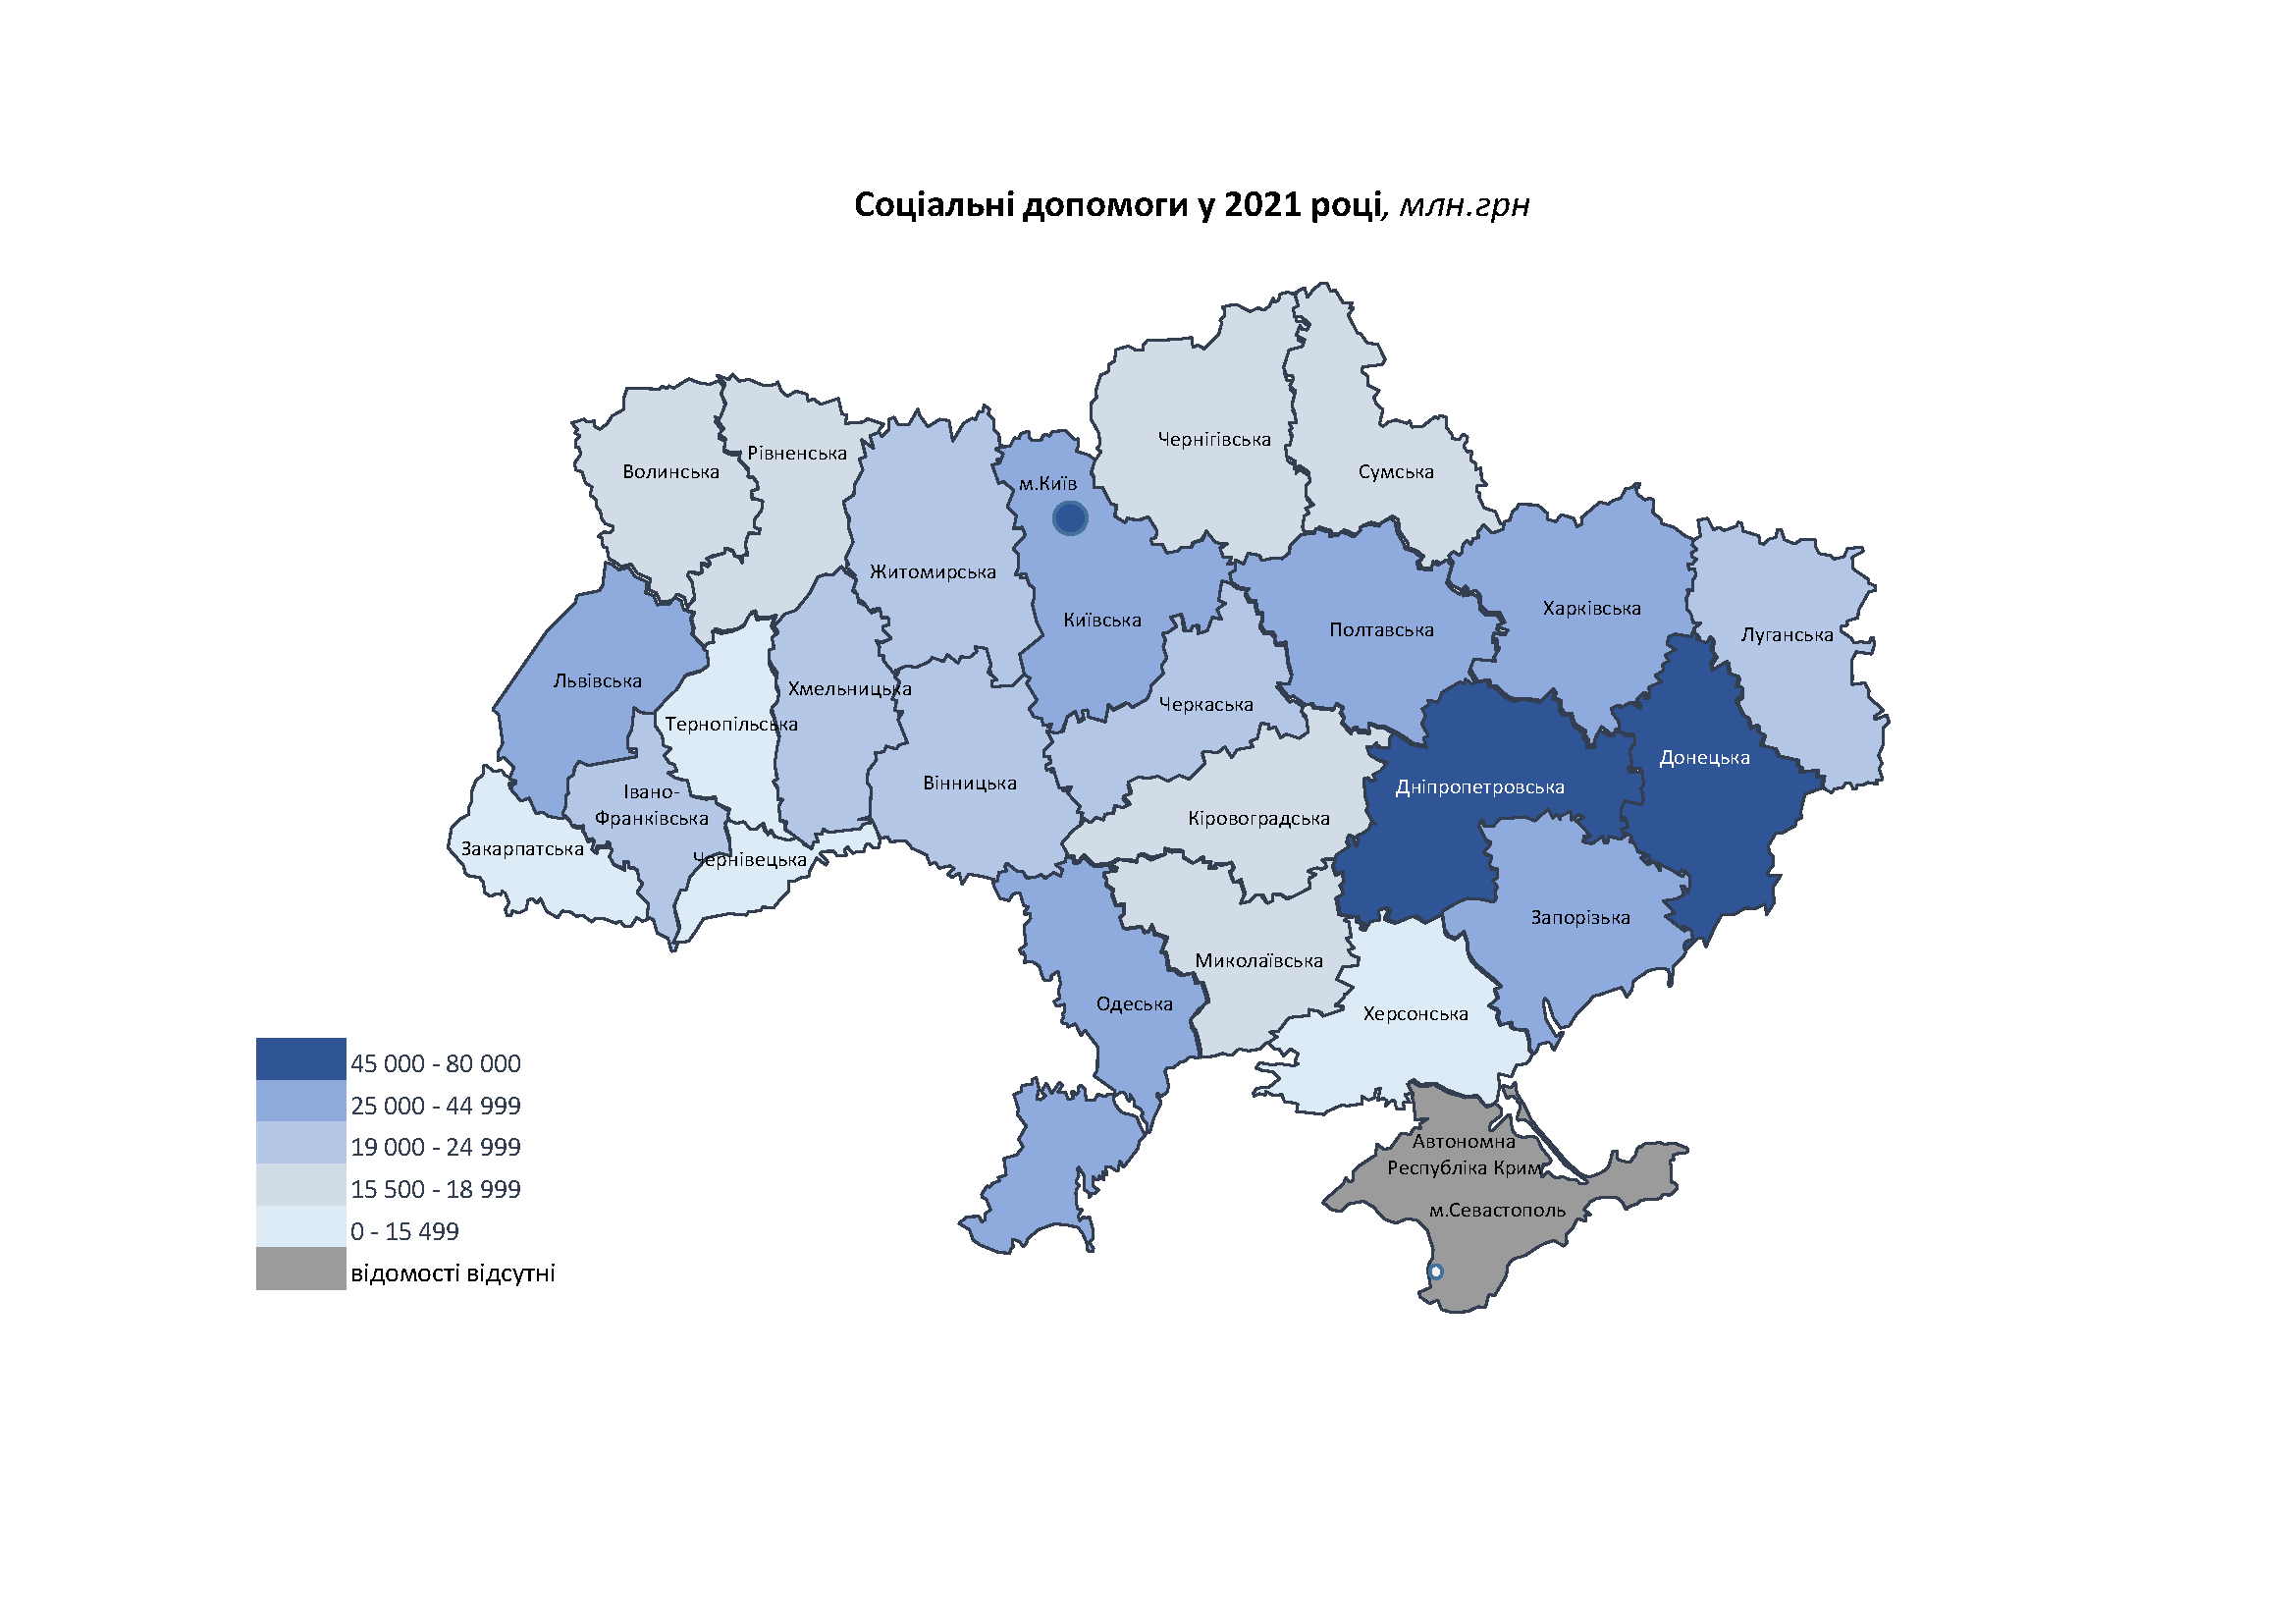 Соціальні допомоги у 2021 році, млн.грн
Чернігівська
Рівненська
Волинська
Сумська
м.Київ
Житомирська
Харківська
Київська
Полтавська
Луганська
Львівська
Хмельницька
Черкаська
Тернопільська
Донецька
Вінницька
Дніпропетровська
Івано-
Франківська
Кіровоградська
Закарпатська
Чернівецька
Запорізька
Миколаївська
Одеська
Херсонська
Автономна
Республіка Крим
м.Севастополь
45 000 - 80 000
25 000 - 44 999
19 000 - 24 999
15 500 - 18 999
0 - 15 499
відомості відсутні